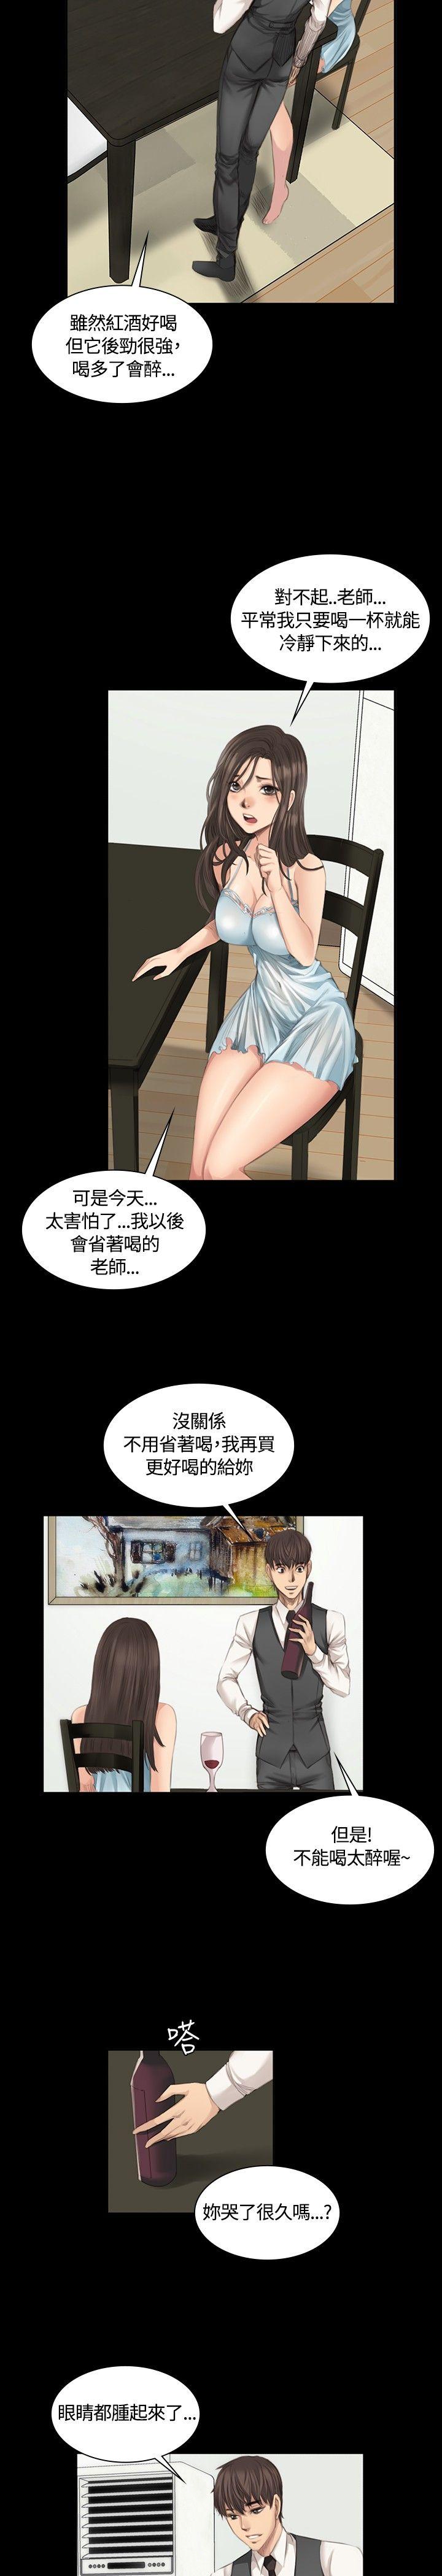 雖然紅酒好喝
但它後勁很強,
喝多了會醉...
對不起..老師...
平常我只要喝一杯就能
冷靜下來的...
可是今天...
太害怕了...我以後
會省著喝的
老師...
沒關係
不用省著喝,我再買
更好喝的給妳
但是!
不能喝太醉喔~
嗒
妳哭了很久嗎...?
眼睛都腫起來了...